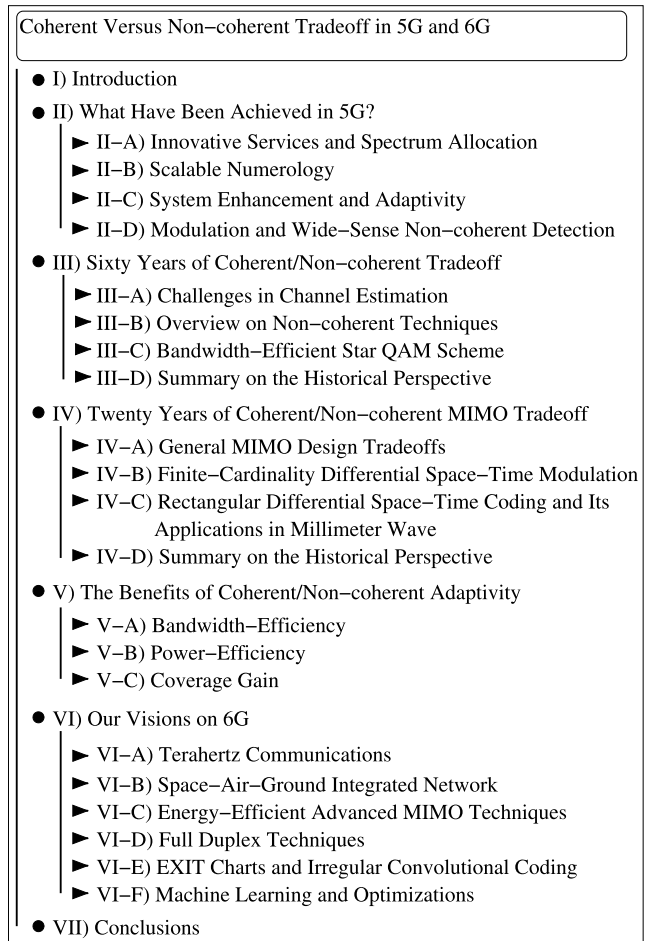 Coherent Versus Non−coherent Tradeoff in 5G and 6G
● I) Introduction
● II) What Have Been Achieved in 5G?
► II−A) Innovative Services and Spectrum Allocation
► II−B) Scalable Numerology
► II−C) System Enhancement and Adaptivity
► II−D) Modulation and Wide−Sense Non−coherent Detection
● III) Sixty Years of Coherent/Non−coherent Tradeoff
► III−A) Challenges in Channel Estimation
► III−B) Overview on Non−coherent Techniques
► III−C) Bandwidth−Efficient Star QAM Scheme
► III−D) Summary on the Historical Perspective
● IV) Twenty Years of Coherent/Non−coherent MIMO Tradeoff
► IV−A) General MIMO Design Tradeoffs
► IV−B) Finite−Cardinality Differential Space−Time Modulation
► IV−C) Rectangular Differential Space−Time Coding and Its
Applications in Millimeter Wave
► IV−D) Summary on the Historical Perspective
● V) The Benefits of Coherent/Non−coherent Adaptivity
► V−A) Bandwidth−Efficiency
► V−B) Power−Efficiency
► V−C) Coverage Gain
● VI) Our Visions on 6G
► VI−A) Terahertz Communications
► VI−B) Space−Air−Ground Integrated Network
► VI−C) Energy−Efficient Advanced MIMO Techniques
► VI−D) Full Duplex Techniques
► VI−E) EXIT Charts and Irregular Convolutional Coding
► VI−F) Machine Learning and Optimizations
● VII) Conclusions